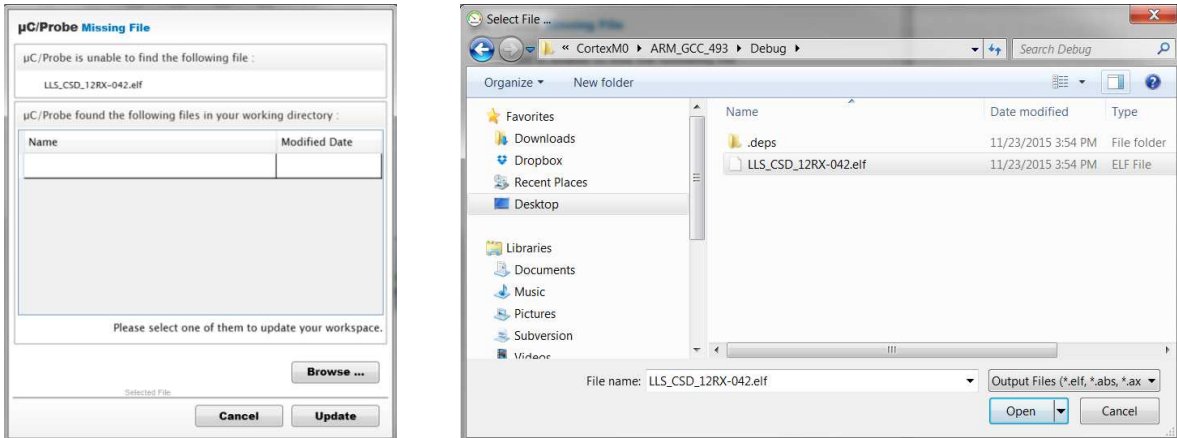 µC/Probe Missing File
µC/Probe is unable to find the following file :
LLS_CSD_12RX-042.elf
µC/Probe found the following files in your working directory :
Name Modified Date
Please select one of them to update your workspace.
Browse ...
Selected File
Cancel Update
Select File ...
« CortexM0 ▸ ARM_GCC_493 ▸ Debug ▸ Search Debug
Organize ▾ New folder
Favorites
Downloads
Dropbox
Recent Places
Desktop
Libraries
Documents
Music
Pictures
Subversion
Videos
Name Date modified Type
.deps 11/23/2015 3:54 PM File folder
LLS_CSD_12RX-042.elf 11/23/2015 3:54 PM ELF File
File name: LLS_CSD_12RX-042.elf Output Files (*.elf, *.abs, *.ax
Open Cancel